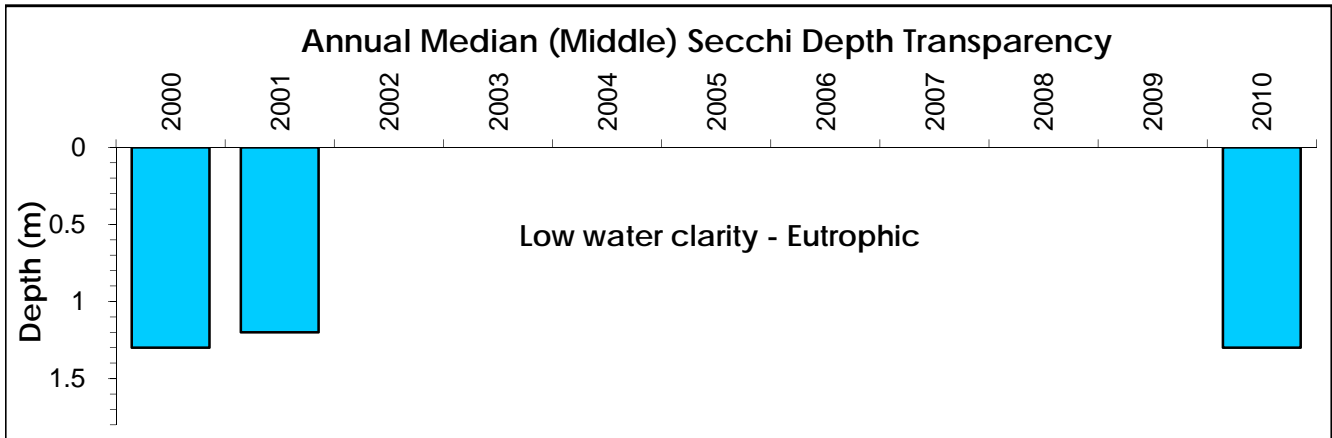 Annual Median (Middle) Secchi Depth Transparency
2000 2001 2002 2003 2004 2005 2006 2007 2008 2009 2010
Depth (m)
0
0.5
1
1.5
Low water clarity - Eutrophic